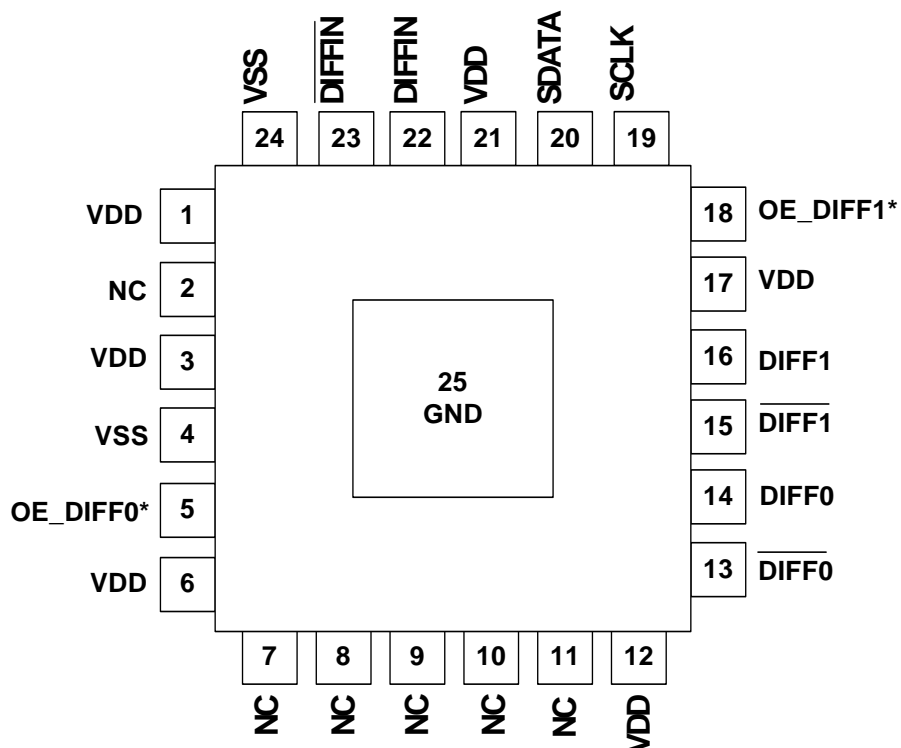 VSS
DIFFIN
DIFFIN
VDD
SDATA
SCLK
24
23
22
21
20
19
VDD
1
NC
2
VDD
3
VSS
4
OE_DIFF0*
5
VDD
6
25
GND
18
OE_DIFF1*
17
VDD
16
DIFF1
15
DIFF1
14
DIFF0
13
DIFF0
7
8
9
10
11
12
NC
NC
NC
NC
NC
VDD